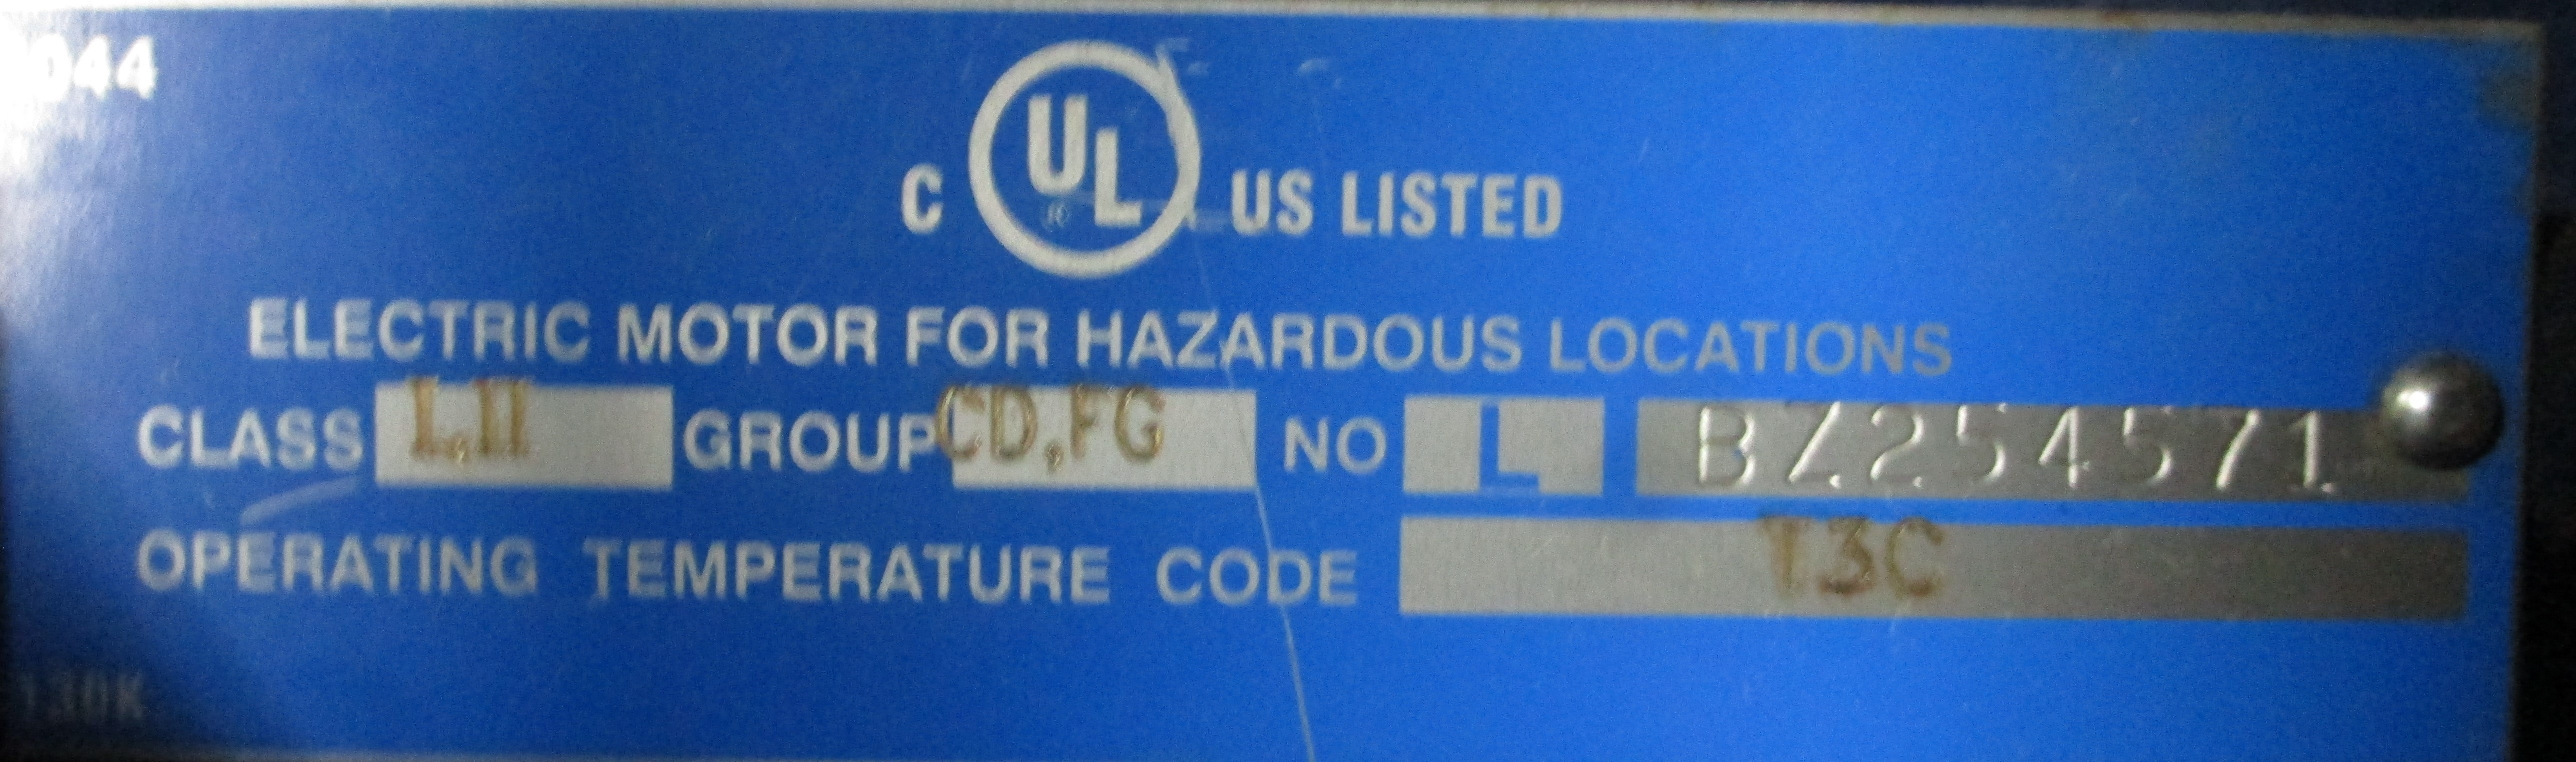 044
C UL US LISTED
ELECTRIC MOTOR FOR HAZARDOUS LOCATIONS
CLASS I,II GROUP CD,FG NO L BZ254571
OPERATING TEMPERATURE CODE T3C
130K